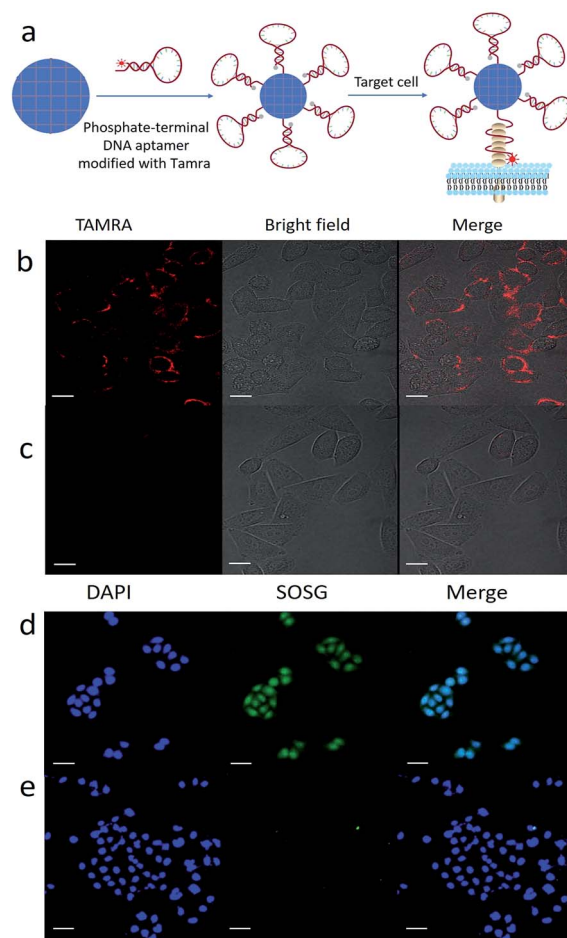 a
Target cell
Phosphate-terminal
DNA aptamer
modified with Tamra
TAMRA
Bright field
Merge
b
c
DAPI
SOSG
Merge
d
e